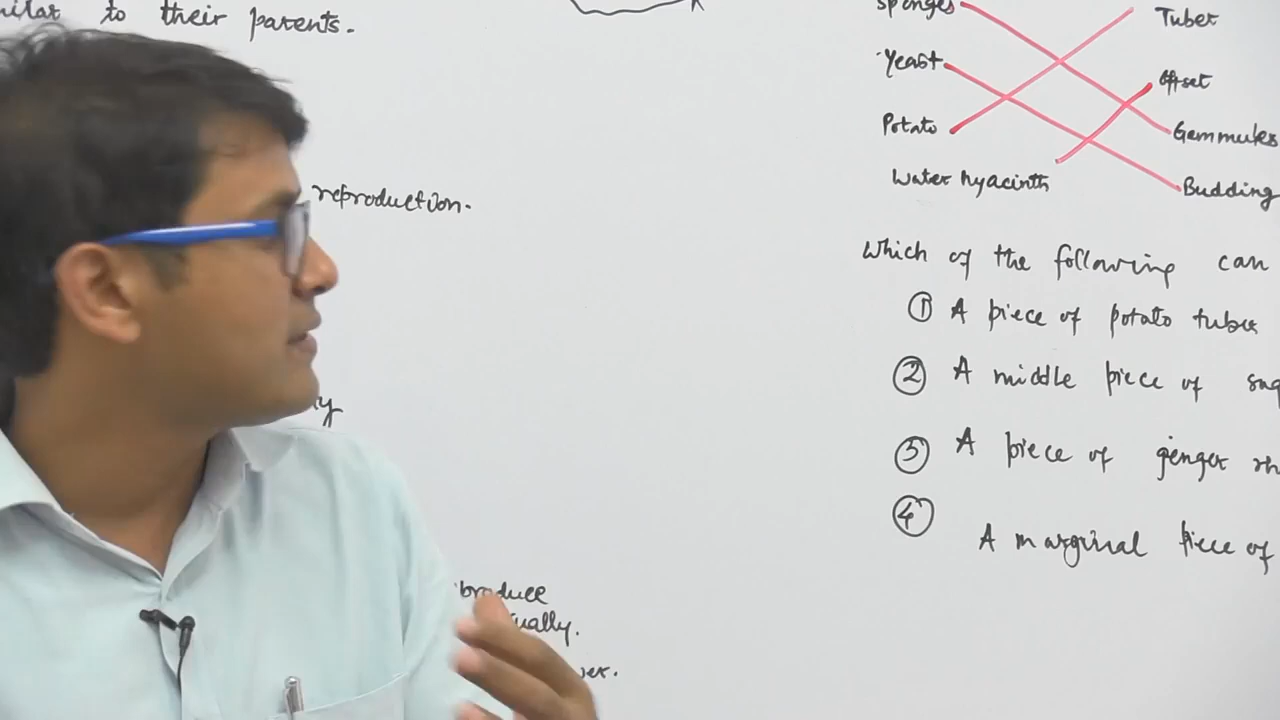 to their parents.
reproduction.
sponges
Yeast
Potato
Water hyacinth
Tuber
offset
Gemmules
Budding
Which of the following can
① A piece of potato tuber
② A middle piece of
③ A piece of ginger
④ A marginal piece of